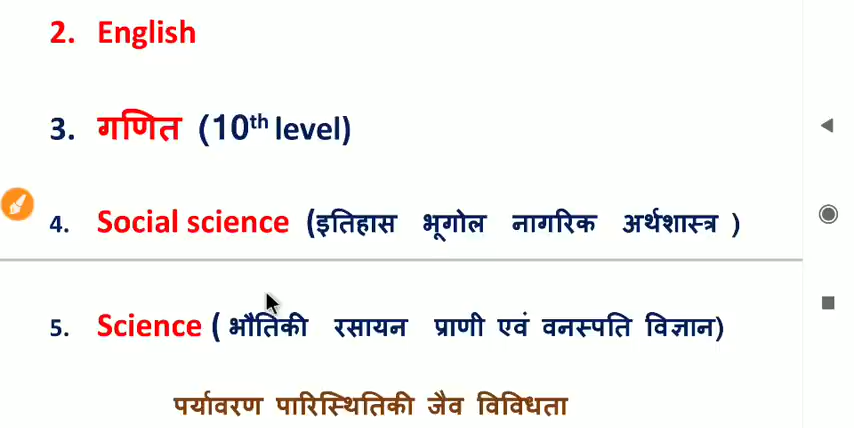 2. English
3. गणित (10th level)
4. Social science (इतिहास भूगोल नागरिक अर्थशास्त्र )
5. Science ( भौतिकी रसायन प्राणी एवं वनस्पति विज्ञान)
पर्यावरण पारिस्थितिकी जैव विविधता